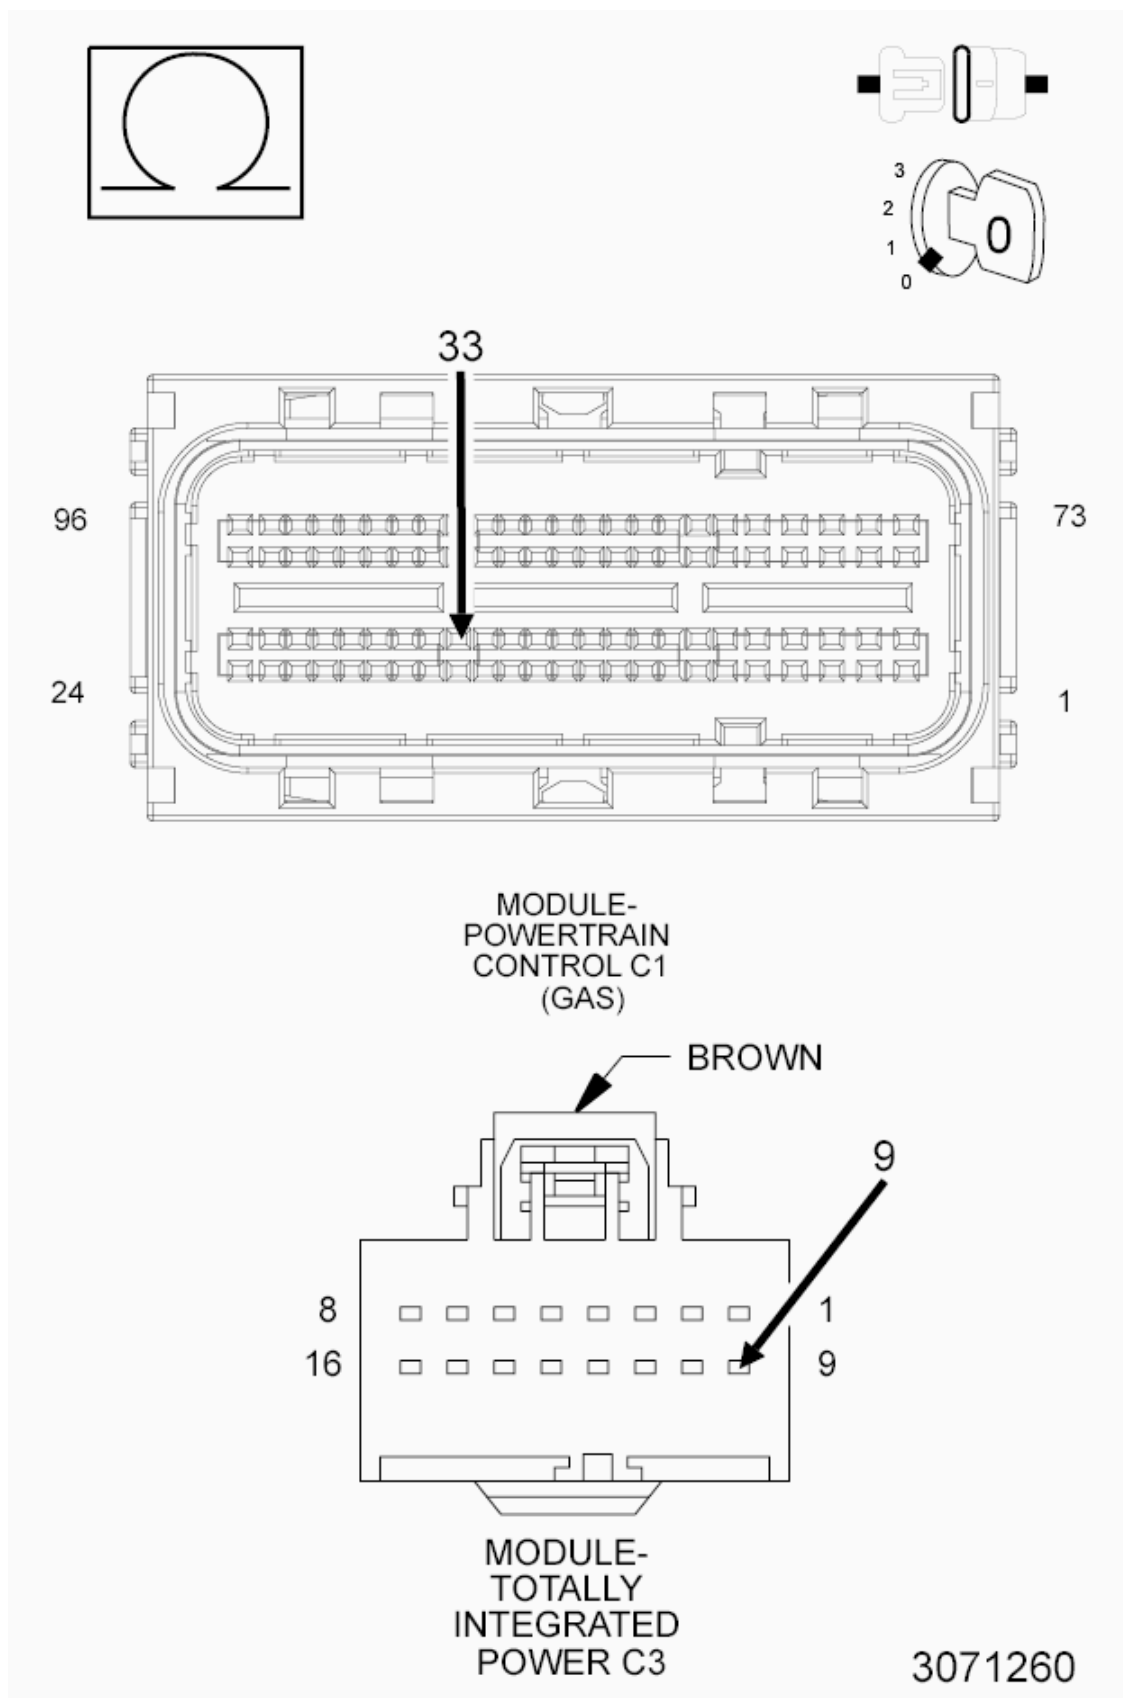 3
2
1
0
0
33
96
73
24
1
MODULE-
POWERTRAIN
CONTROL C1
(GAS)
BROWN
9
8
1
16
9
MODULE-
TOTALLY
INTEGRATED
POWER C3
3071260